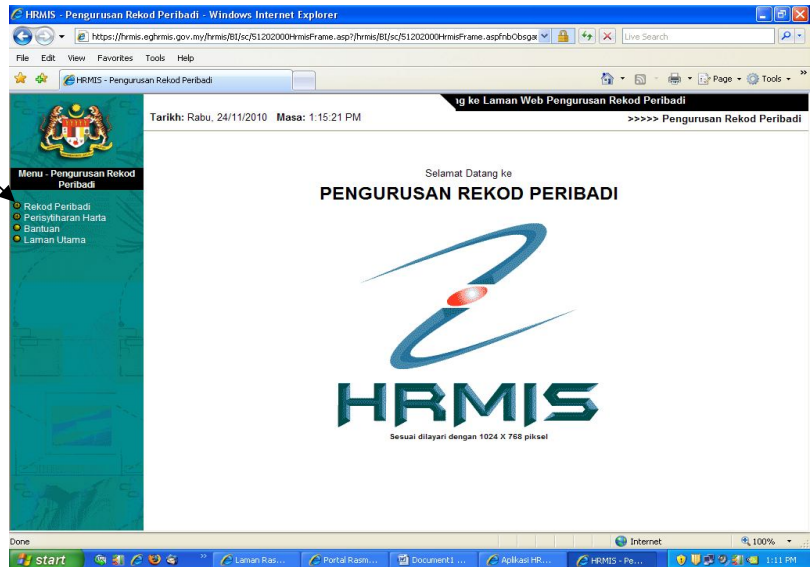 HRMIS - Pengurusan Rekod Peribadi - Windows Internet Explorer
https://hrmis.eghrmis.gov.my/hrmis/BI/sc/S1202000HrmisFrame.asp?/hrmis/BI/sc/S1202000HrmisFrame.aspfnbObsgar
Live Search
File Edit View Favorites Tools Help
HRMIS - Pengurusan Rekod Peribadi
Page Tools
ng ke Laman Web Pengurusan Rekod Peribadi
Tarikh: Rabu, 24/11/2010 Masa: 1:15:21 PM
>>>>> Pengurusan Rekod Peribadi
Menu - Pengurusan Rekod
Peribadi
Rekod Peribadi
Perisytiharan Harta
Bantuan
Laman Utama
Selamat Datang ke
PENGURUSAN REKOD PERIBADI
HRMIS
Sesuai dilayari dengan 1024 X 768 piksel
Done
Internet
100%
start
Laman Ras...
Portal Rasm...
Document1 ...
Aplikasi HR...
HRMIS - Pe...
1:11 PM